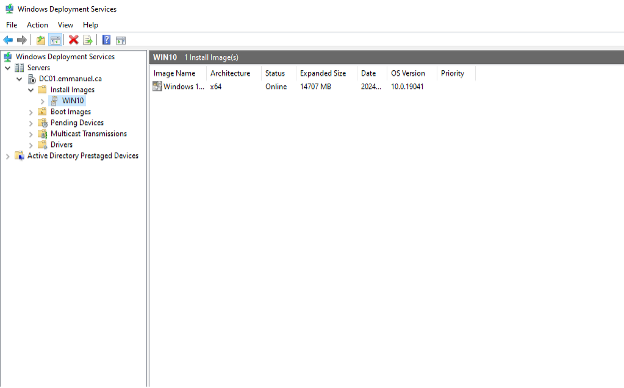 Windows Deployment Services
File Action View Help
Windows Deployment Services
Servers
DC01.emmanuel.ca
Install Images
WIN10
Boot Images
Pending Devices
Multicast Transmissions
Drivers
Active Directory Prestaged Devices
WIN10 1 Install Image(s)
Image Name Architecture Status Expanded Size Date OS Version Priority
Windows 1... x64 Online 14707 MB 2024... 10.0.19041